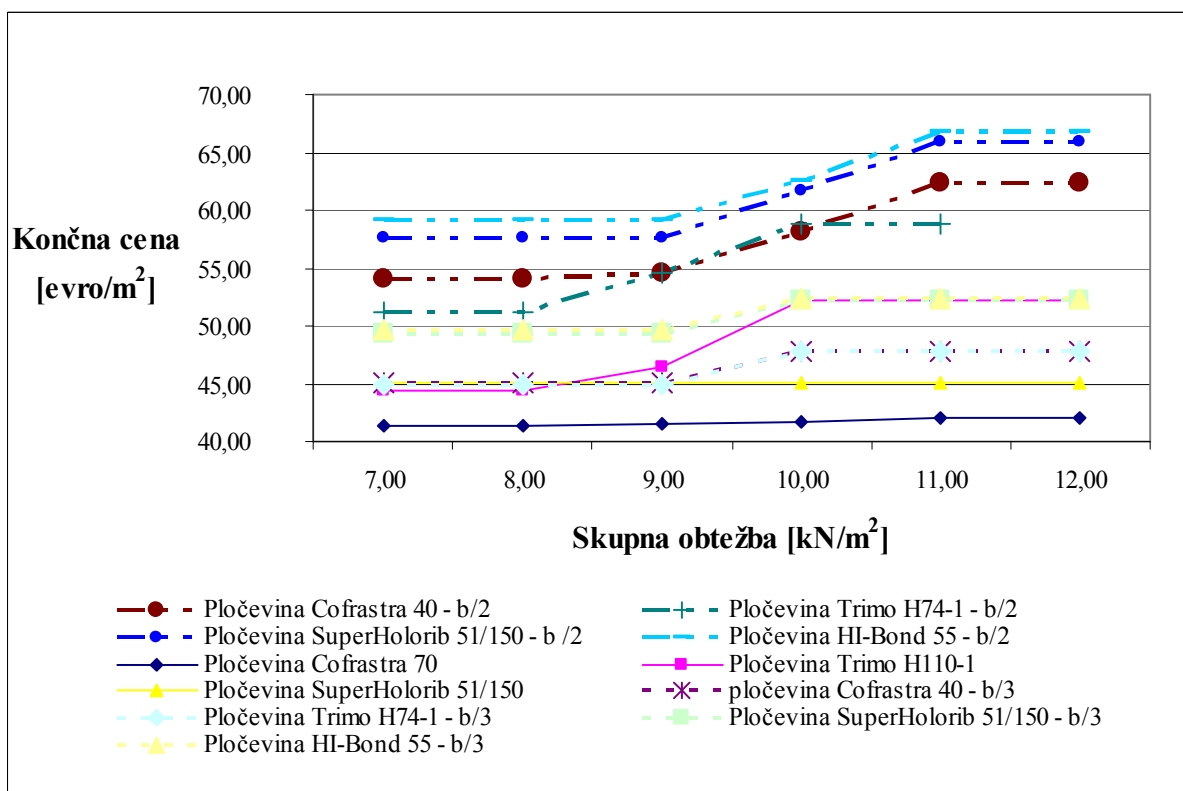 70,00
65,00
60,00
55,00
50,00
45,00
40,00
Končna cena
[evro/m²]
7,00 8,00 9,00 10,00 11,00 12,00
Skupna obtežba [kN/m²]
Pločevina Cofrastra 40 - b/2 Pločevina Trimo H74-1 - b/2
Pločevina SuperHolorib 51/150 - b /2 Pločevina HI-Bond 55 - b/2
Pločevina Cofrastra 70 Pločevina Trimo H110-1
Pločevina SuperHolorib 51/150 pločevina Cofrastra 40 - b/3
Pločevina Trimo H74-1 - b/3 Pločevina SuperHolorib 51/150 - b/3
Pločevina HI-Bond 55 - b/3